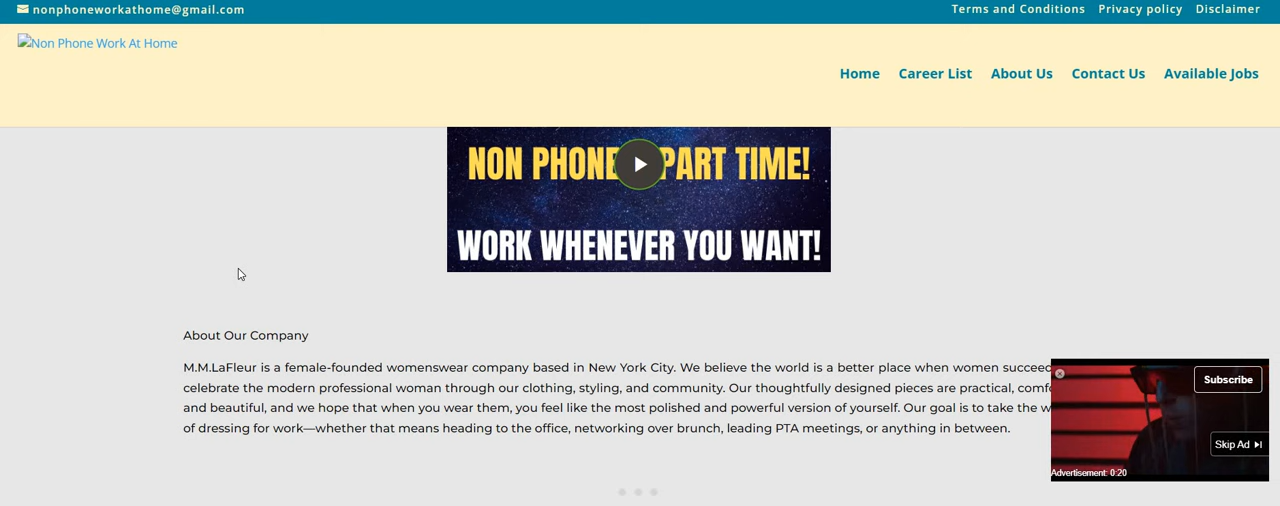 nonphoneworkathome@gmail.com
Terms and Conditions Privacy policy Disclaimer
Non Phone Work At Home
Home Career List About Us Contact Us Available Jobs
NON PHONE PART TIME!
WORK WHENEVER YOU WANT!
About Our Company
M.M.LaFleur is a female-founded womenswear company based in New York City. We believe the world is a better place when women succeed
celebrate the modern professional woman through our clothing, styling, and community. Our thoughtfully designed pieces are practical,
and beautiful, and we hope that when you wear them, you feel like the most polished and powerful version of yourself. Our goal is to take the
of dressing for work—whether that means heading to the office, networking over brunch, leading PTA meetings, or anything in between.
Subscribe
Skip Ad
Advertisement: 0:20